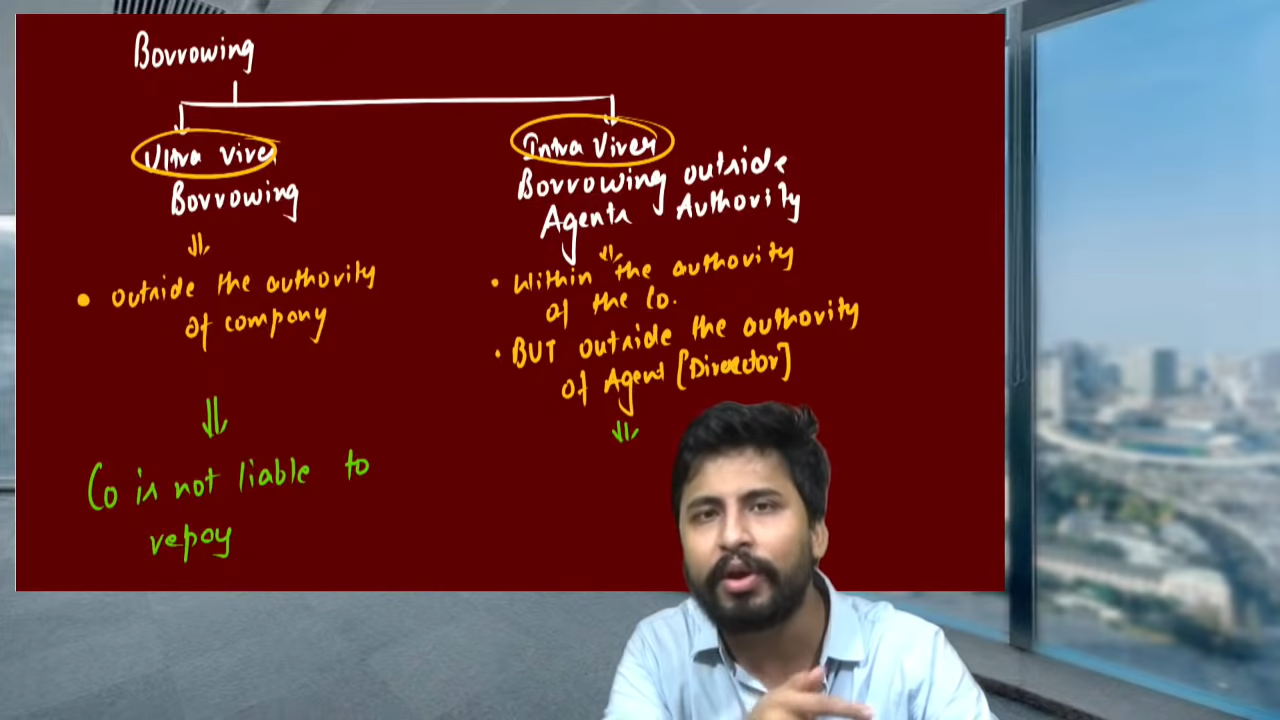 Borrowing
Ultra Vires
Borrowing
• outside the authority
of company
Co is not liable to
repay
Intra Vires
Borrowing outside
Agents Authority
• Within the authority
of the Co.
• BUT outside the authority
of Agent [Director]